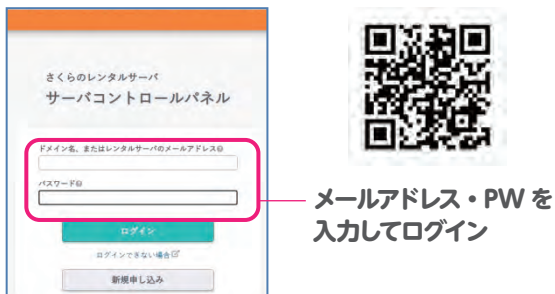 さくらのレンタルサーバ
サーバコントロールパネル
ドメイン名、またはレンタルサーバのメールアドレス
パスワード
ログイン
ログインできない場合
新規申し込み
メールアドレス・PW を
入力してログイン